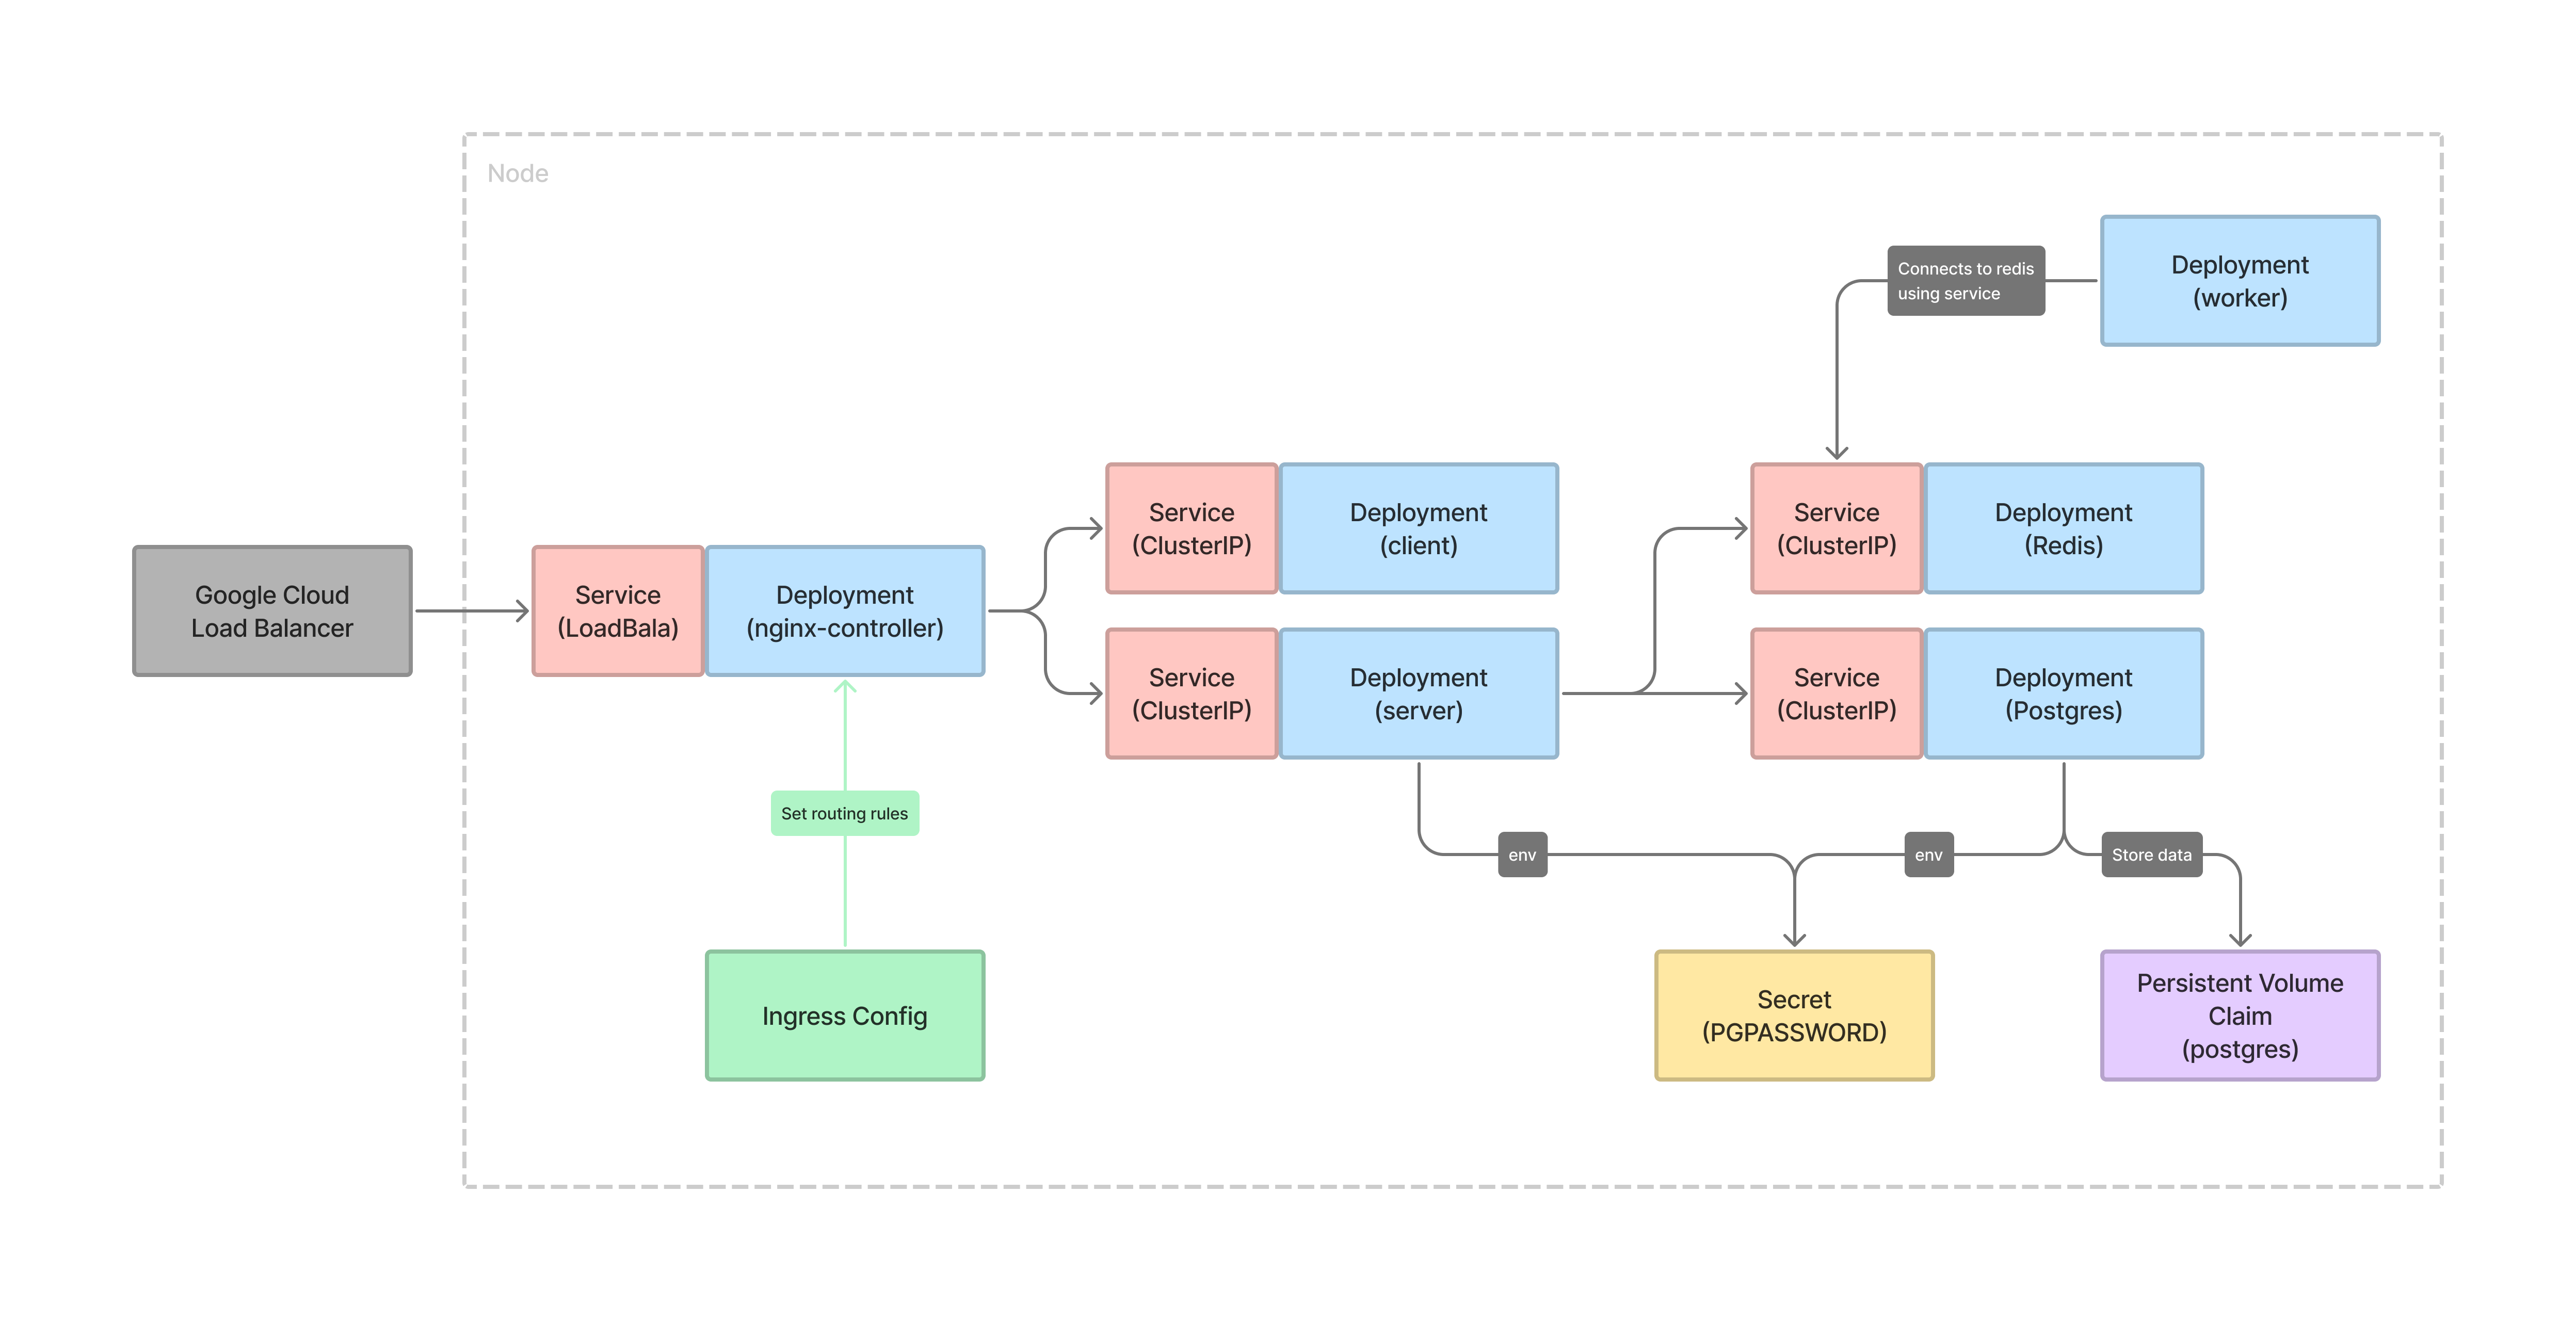 Node
Connects to redis
using service
Deployment
(worker)
Google Cloud
Load Balancer
Service
(LoadBala)
Deployment
(nginx-controller)
Service
(ClusterIP)
Deployment
(client)
Service
(ClusterIP)
Deployment
(server)
Service
(ClusterIP)
Deployment
(Redis)
Service
(ClusterIP)
Deployment
(Postgres)
Set routing rules
env
env
Store data
Ingress Config
Secret
(PGPASSWORD)
Persistent Volume
Claim
(postgres)